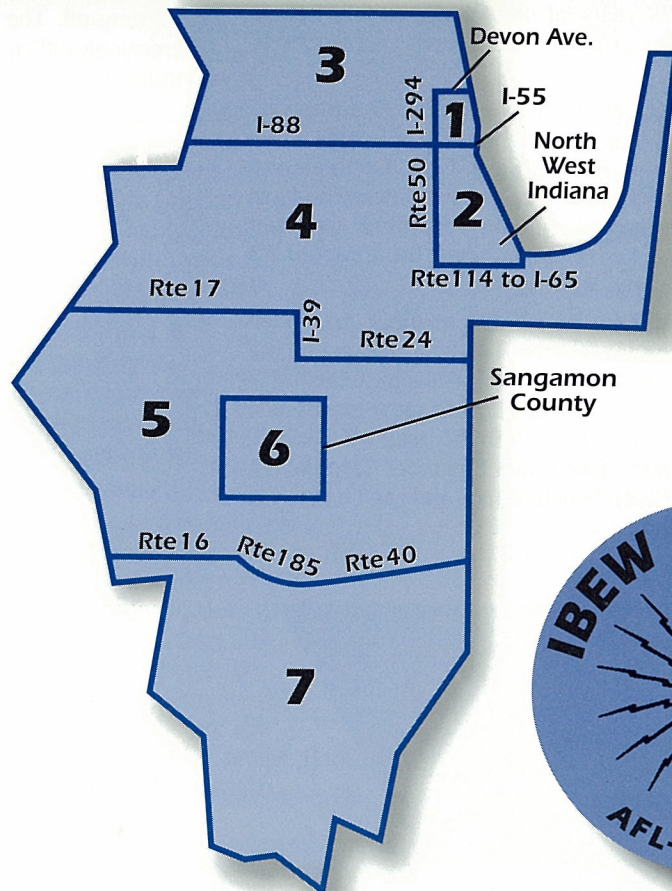 3
Devon Ave.
I-294
1
I-55
I-88
North
West
Indiana
Rte50
2
4
Rte114 to I-65
Rte17
I-39
Rte24
Sangamon
County
5
6
Rte16
Rte185
Rte40
7
IBEW
AFL-